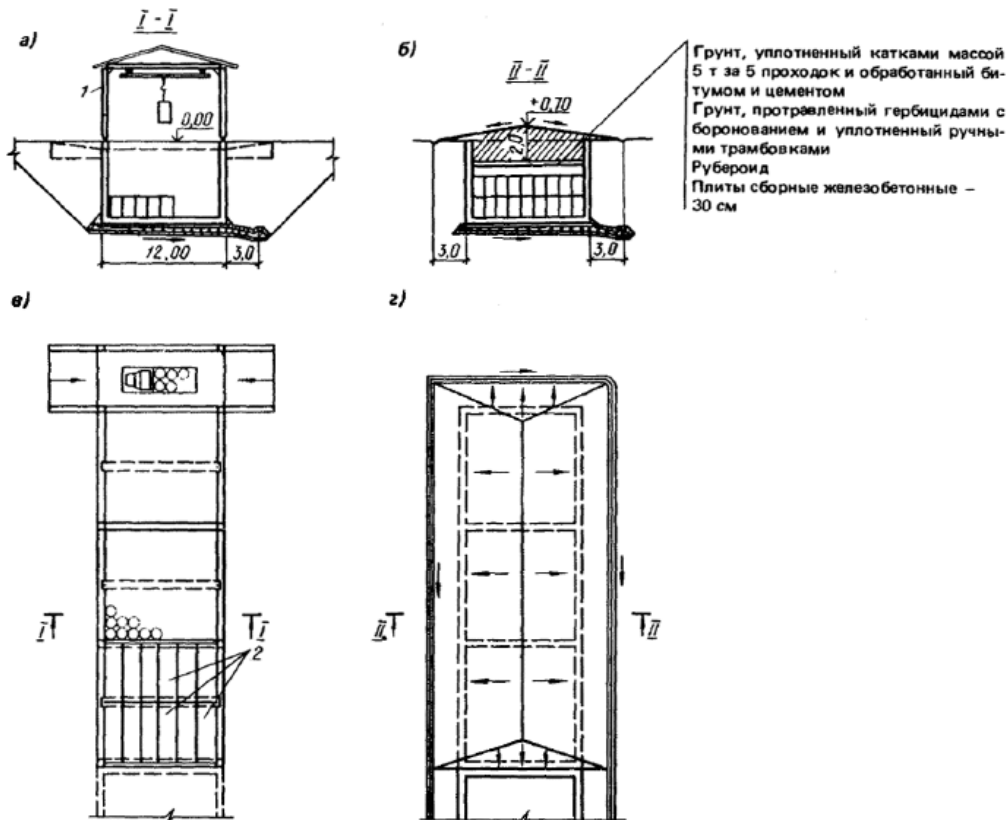 а)
I - I
1
0,00
12,00
3,0
б)
II - II
+0,70
2,0
3,0
3,0
Грунт, уплотненный катками массой
5 т за 5 проходок и обработанный би-
тумом и цементом
Грунт, протравленный гербицидами с
боронованием и уплотненный ручны-
ми трамбовками
Рубероид
Плиты сборные железобетонные –
30 см
в)
I
I
2
г)
II
II